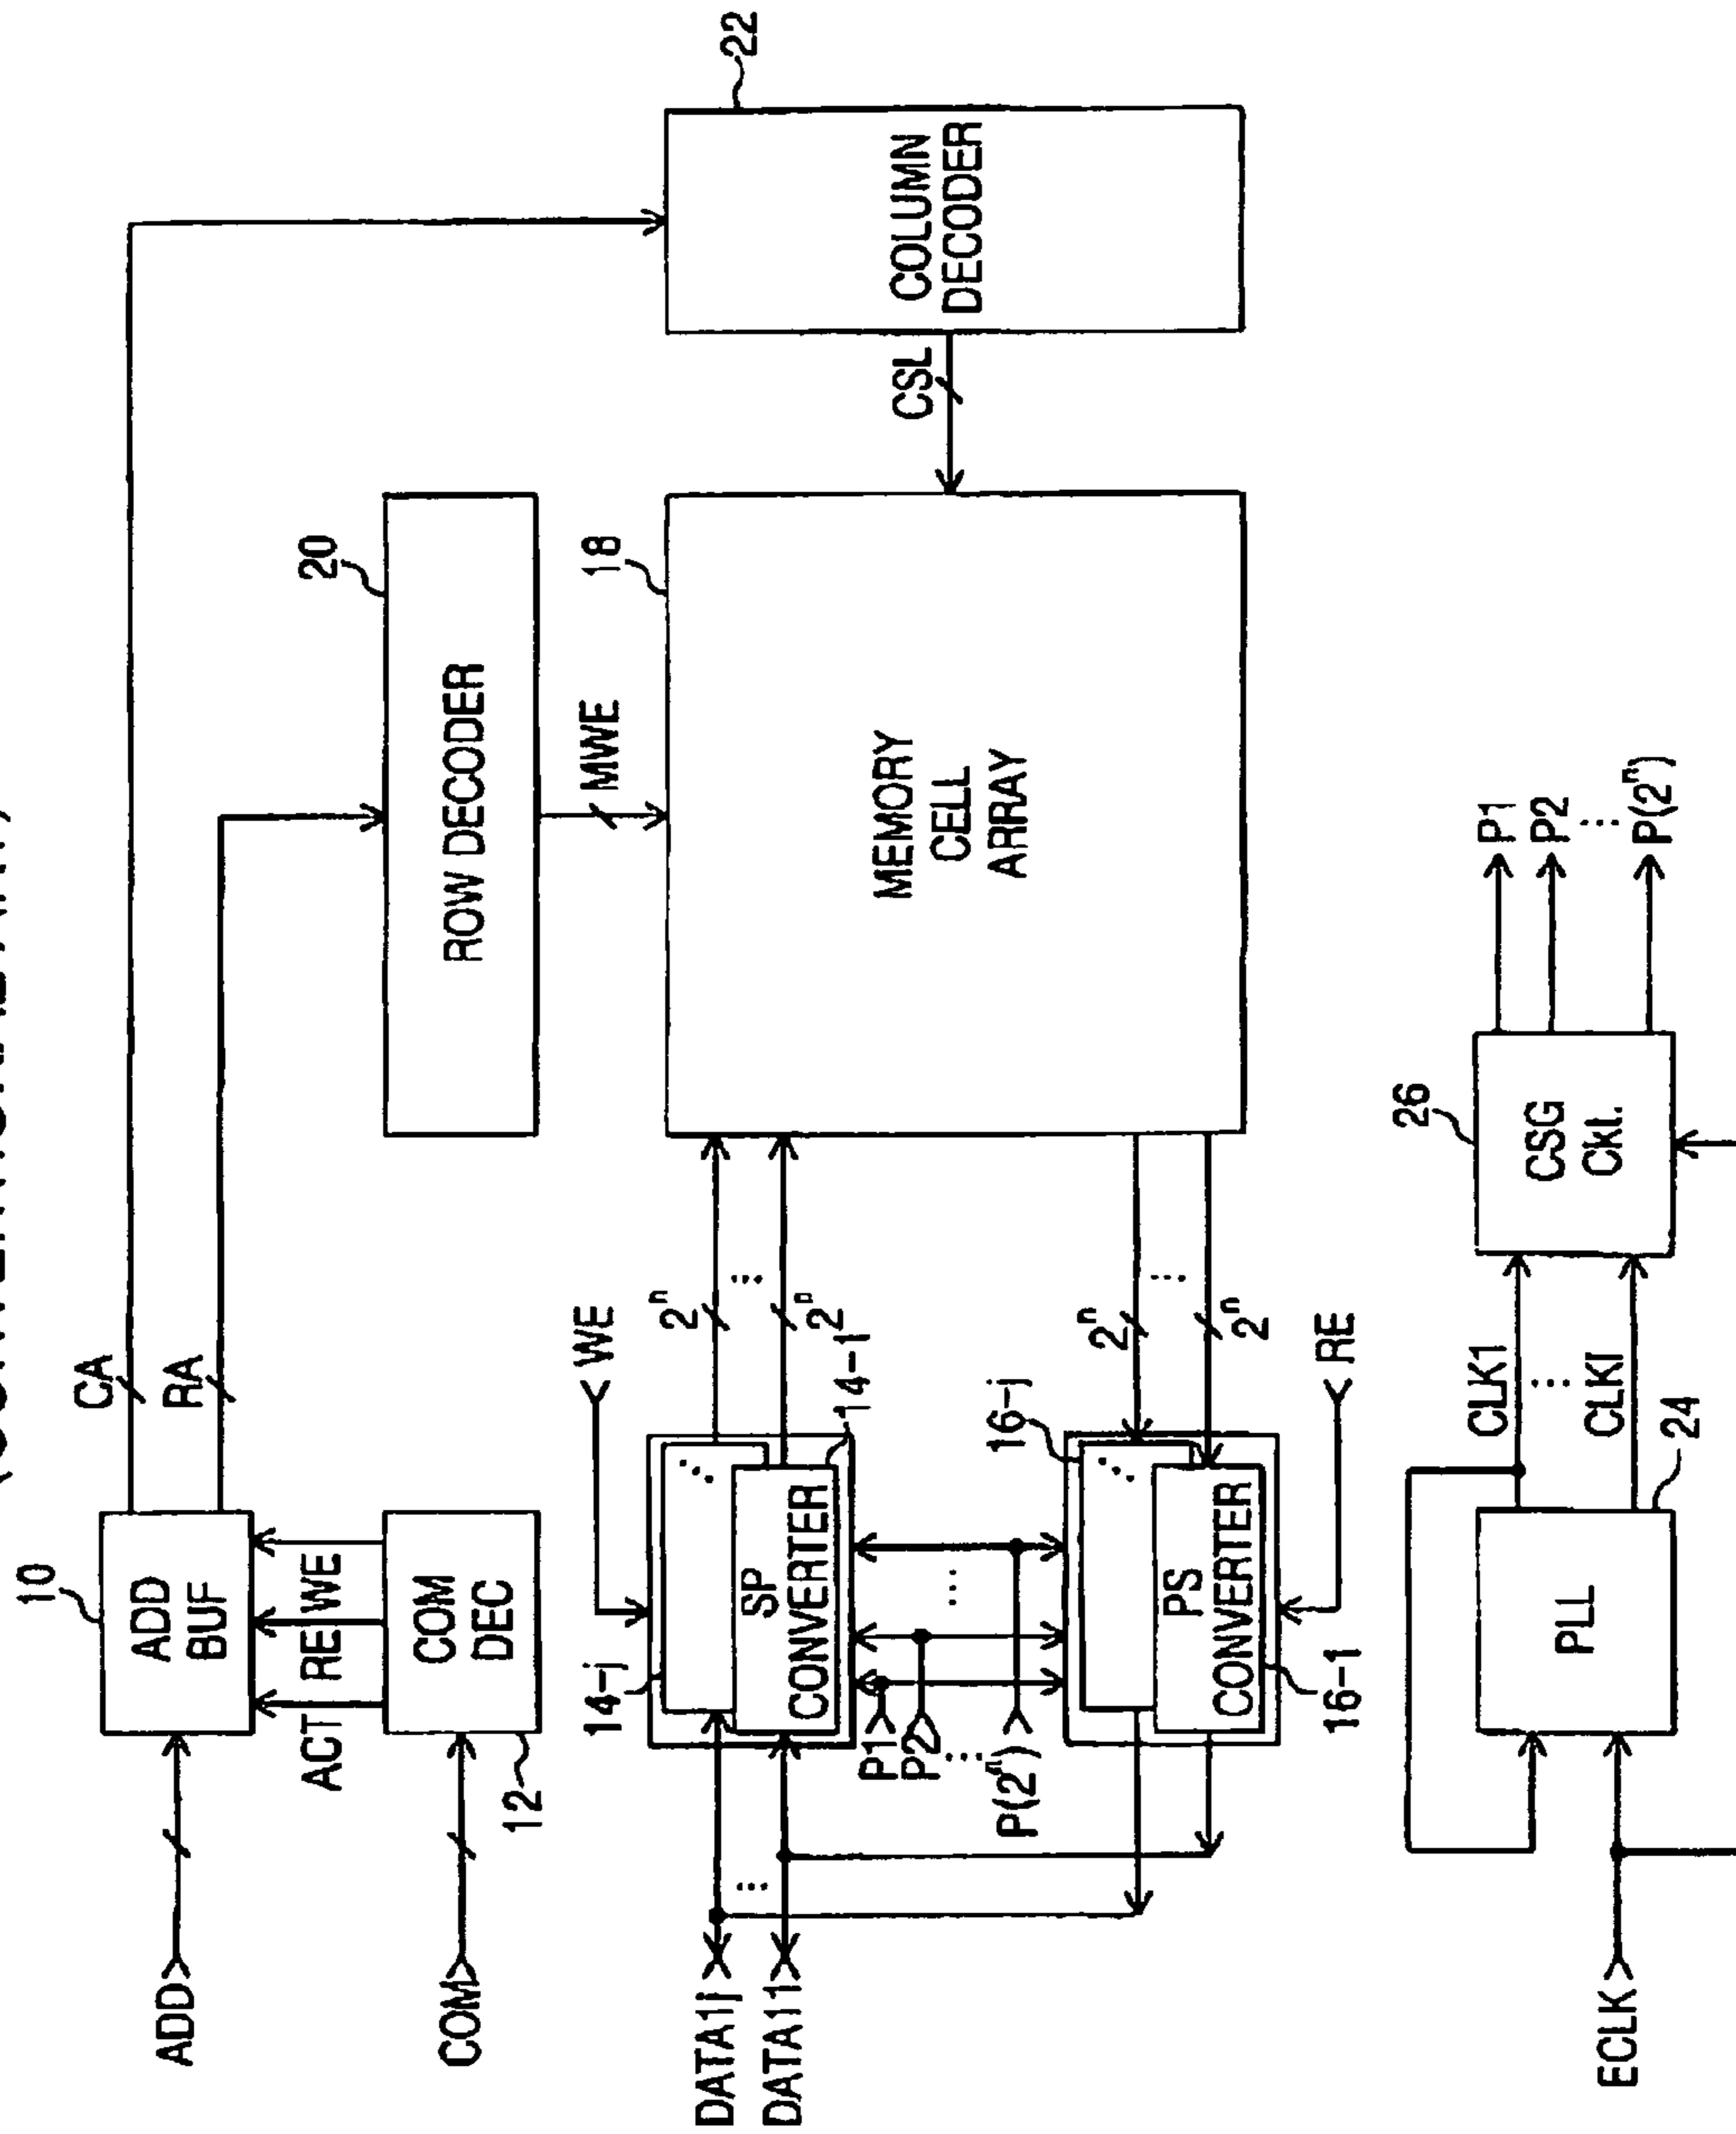 (CONVENTIONAL ART)
22
CA
RA
10
ADD
BUF
ADD
ACT RE WE
COM
DEC
COM
12
20
ROW DECODER
MWE
COLUMN
DECODER
CSL
18
MEMORY
CELL
ARRAY
WE
2ⁿ
⋮
2ⁿ
14-j
14-1
SP
CONVERTER
DATA1j
⋮
DATA11
P1
P2
⋮
P(2ⁿ)
16-j
2ⁿ
⋮
2ⁿ
PS
CONVERTER
16-1
RE
26
CSG
Ckt.
P1
P2
⋮
P(2ⁿ)
CLK1
⋮
CLKI
24
PLL
ECLK